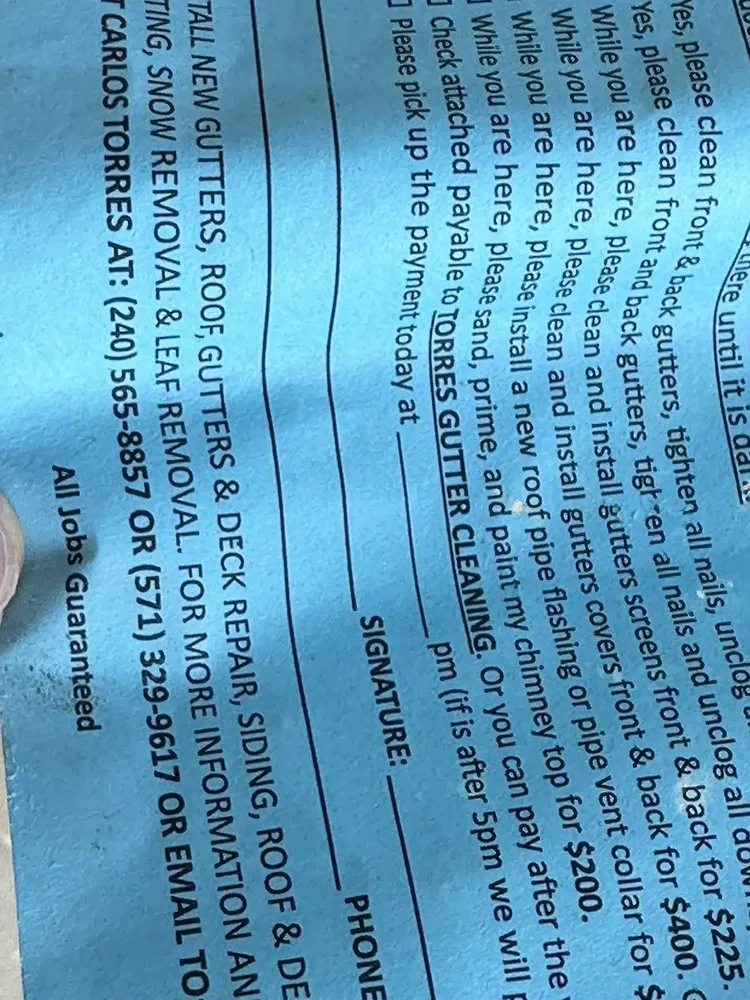 there until it is dark
Yes, please clean front & back gutters, tighten all nails, unclog
Yes, please clean front and back gutters, tighten all nails and unclog all down
While you are here, please clean and install gutters screens front & back for $225.
While you are here, please clean and install gutters covers front & back for $400.
While you are here, please install a new roof pipe flashing or pipe vent collar for $
While you are here, please sand, prime, and paint my chimney top for $200.
Check attached payable to TORRES GUTTER CLEANING. Or you can pay after the
Please pick up the payment today at ____ pm (if is after 5pm we will
SIGNATURE:
PHONE
TALL NEW GUTTERS, ROOF, GUTTERS & DECK REPAIR, SIDING, ROOF & DE
TING, SNOW REMOVAL & LEAF REMOVAL. FOR MORE INFORMATION AN
T CARLOS TORRES AT: (240) 565-8857 OR (571) 329-9617 OR EMAIL TO
All Jobs Guaranteed